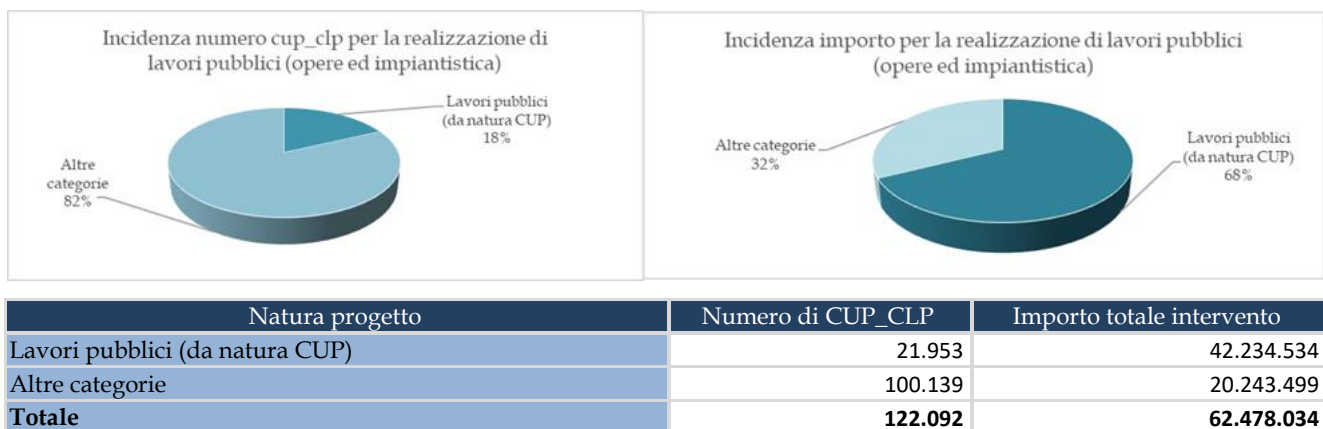 Incidenza numero cup_clp per la realizzazione di
lavori pubblici (opere ed impiantistica)
Lavori pubblici
(da natura CUP)
18%
Altre
categorie
82%
Incidenza importo per la realizzazione di lavori pubblici
(opere ed impiantistica)
Altre categorie
32%
Lavori pubblici
(da natura CUP)
68%
Natura progetto Numero di CUP_CLP Importo totale intervento
Lavori pubblici (da natura CUP) 21.953 42.234.534
Altre categorie 100.139 20.243.499
Totale 122.092 62.478.034